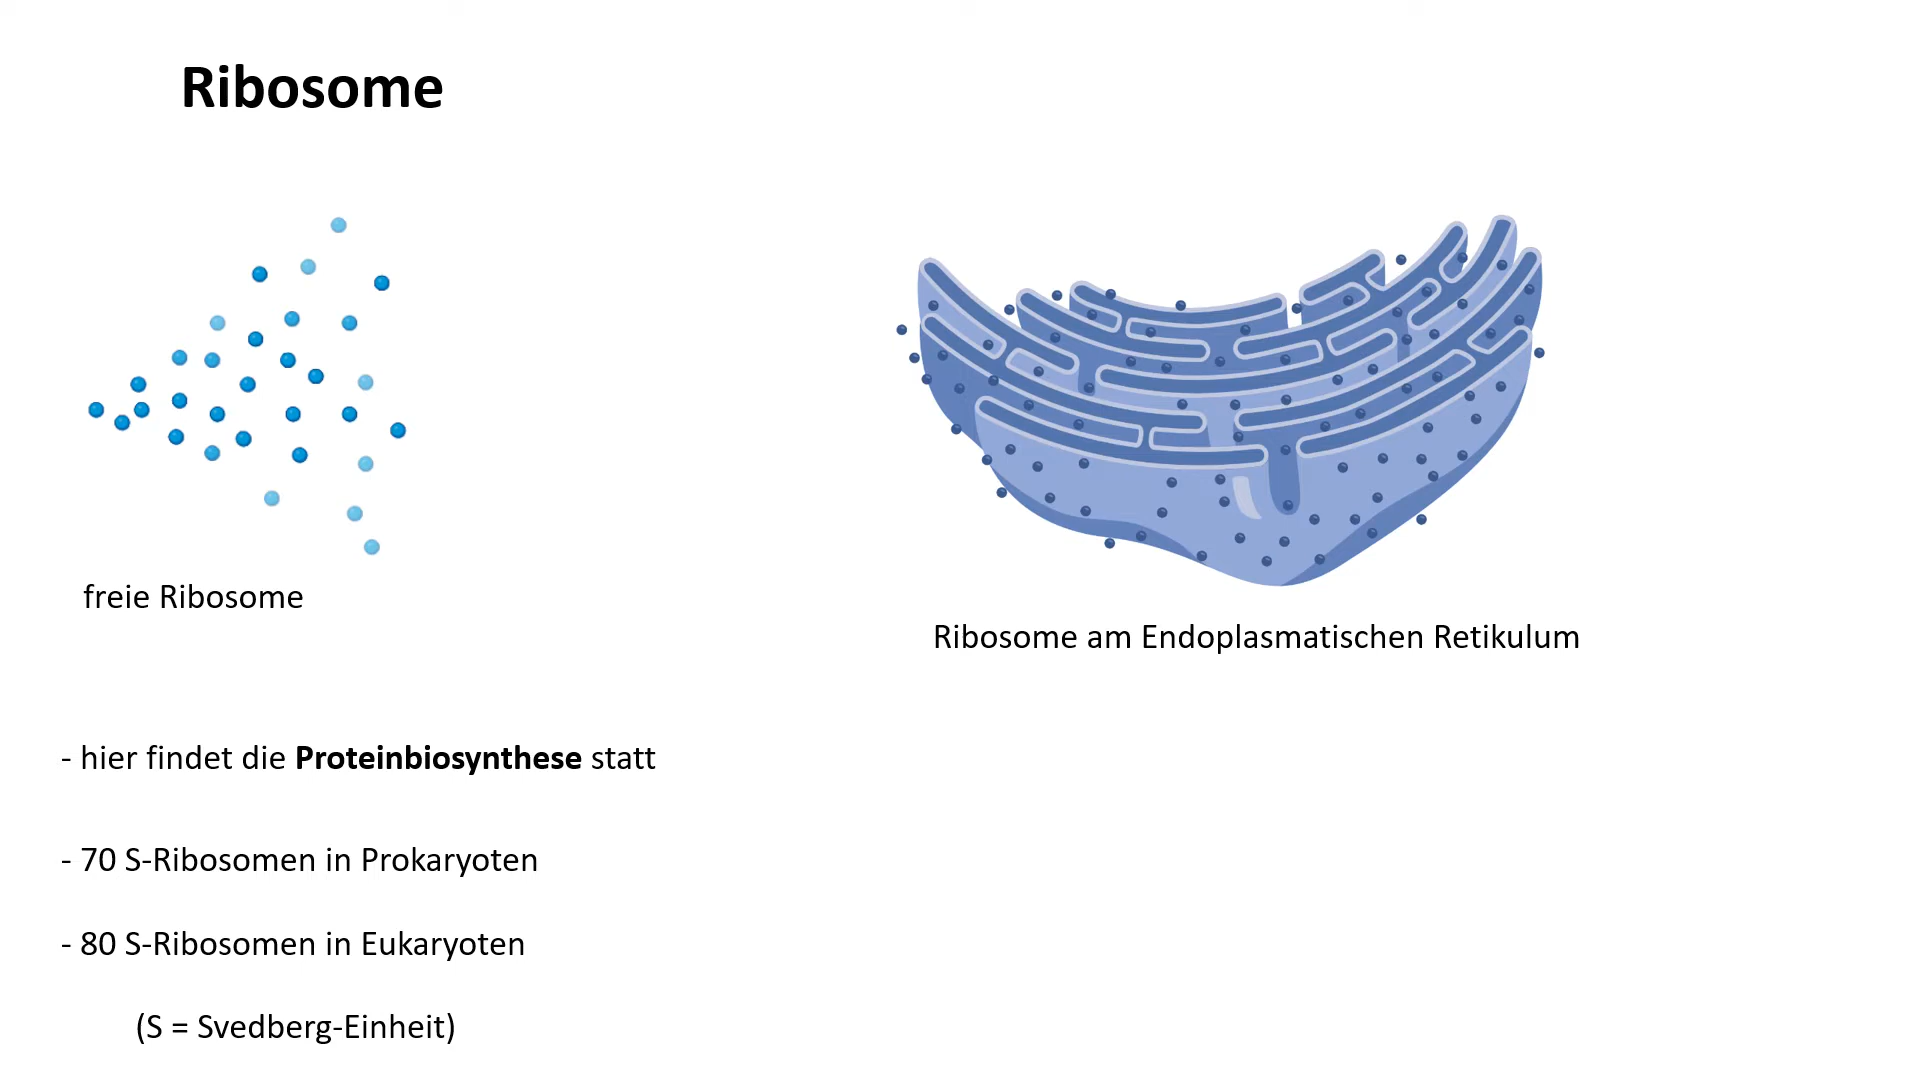 Ribosome
freie Ribosome
Ribosome am Endoplasmatischen Retikulum
- hier findet die Proteinbiosynthese statt
- 70 S-Ribosomen in Prokaryoten
- 80 S-Ribosomen in Eukaryoten
(S = Svedberg-Einheit)